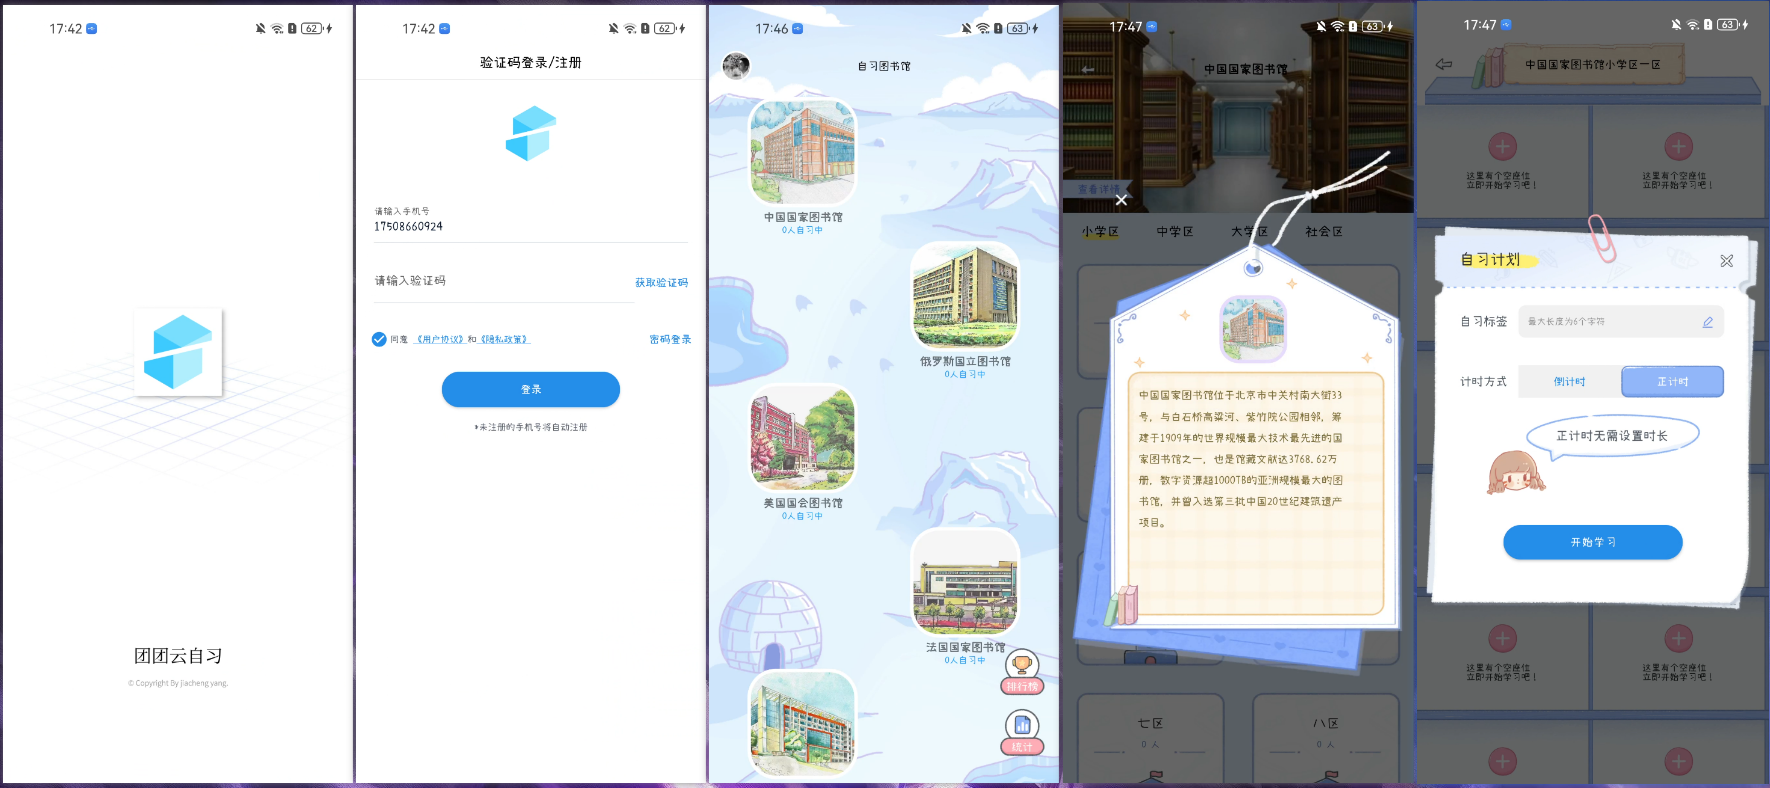 17:42
62
团团云自习
© Copyright By jiacheng.yang.
17:42
62
验证码登录/注册
请输入手机号
17508660924
请输入验证码
获取验证码
同意 《用户协议》和《隐私政策》
密码登录
登录
*未注册的手机号将自动注册
17:46
63
自习图书馆
中国国家图书馆
0人自习中
俄罗斯国立图书馆
0人自习中
美国国会图书馆
0人自习中
法国国家图书馆
0人自习中
排行榜
统计
17:47
63
中国国家图书馆
查看详情
小学区
中学区
大学区
社会区
中国国家图书馆位于北京市中关村南大街33
号，与白石桥高粱河、紫竹院公园相邻，筹
建于1909年的世界规模最大技术最先进的国
家图书馆之一，也是馆藏文献达3768.62万
册，数字资源超1000TB的亚洲规模最大的图
书馆，并曾入选第三批中国20世纪建筑遗产
项目。
七区
0 人
八区
0 人
17:47
63
中国国家图书馆小学区一区
这里有个空座位
立即开始学习吧！
这里有个空座位
立即开始学习吧！
自习计划
自习标签
最大长度为6个字符
计时方式
倒计时
正计时
正计时无需设置时长
开始学习
这里有个空座位
立即开始学习吧！
这里有个空座位
立即开始学习吧！